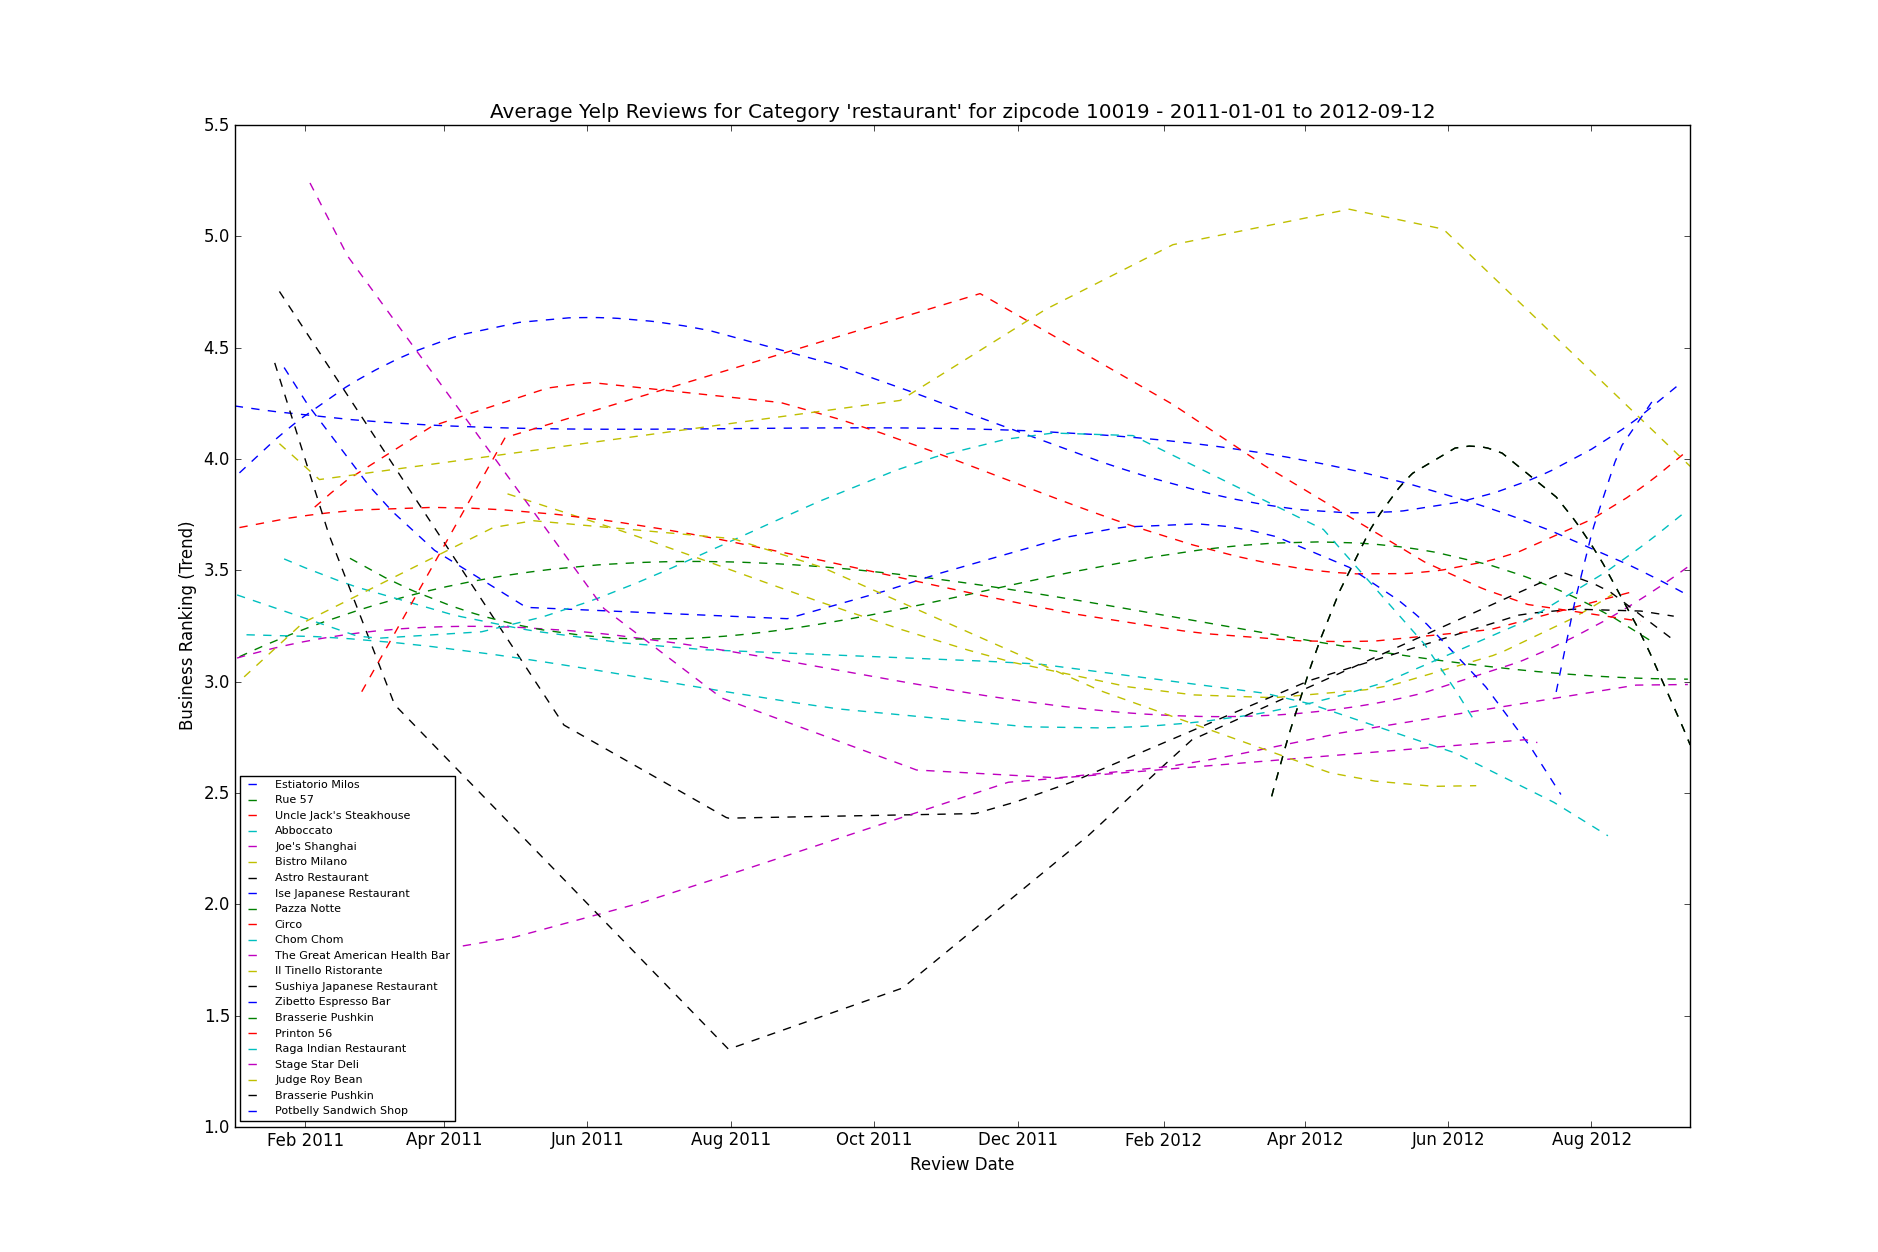 Average Yelp Reviews for Category 'restaurant' for zipcode 10019 - 2011-01-01 to 2012-09-12
5.5
5.0
4.5
4.0
3.5
3.0
2.5
2.0
1.5
1.0
Business Ranking (Trend)
Estiatorio Milos
Rue 57
Uncle Jack's Steakhouse
Abboccato
Joe's Shanghai
Bistro Milano
Astro Restaurant
Ise Japanese Restaurant
Pazza Notte
Circo
Chom Chom
The Great American Health Bar
Il Tinello Ristorante
Sushiya Japanese Restaurant
Zibetto Espresso Bar
Brasserie Pushkin
Printon 56
Raga Indian Restaurant
Stage Star Deli
Judge Roy Bean
Brasserie Pushkin
Potbelly Sandwich Shop
Feb 2011 Apr 2011 Jun 2011 Aug 2011 Oct 2011 Dec 2011 Feb 2012 Apr 2012 Jun 2012 Aug 2012
Review Date